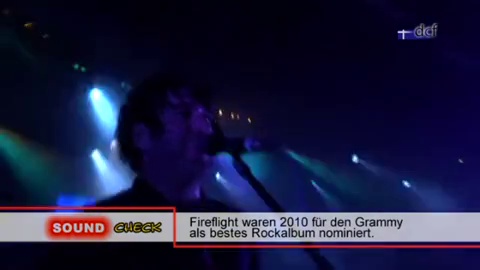 dcf
SOUND CHECK
Fireflight waren 2010 für den Grammy
als bestes Rockalbum nominiert.